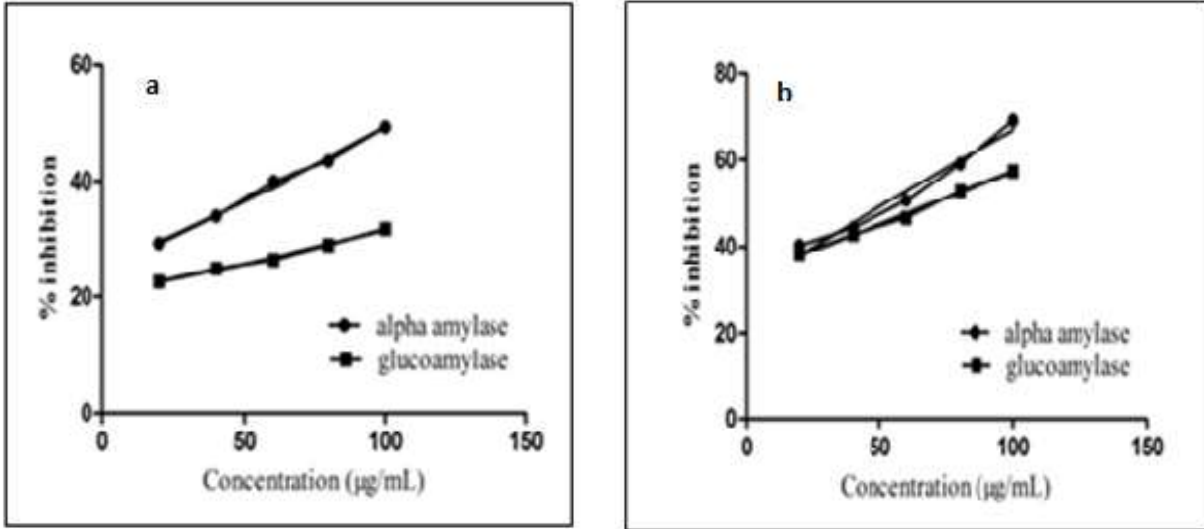 a
60
40
20
0
% inhibition
alpha amylase
glucoamylase
0 50 100 150
Concentration (µg/mL)
b
80
60
40
20
0
% inhibition
alpha amylase
glucoamylase
0 50 100 150
Concentration (µg/mL)